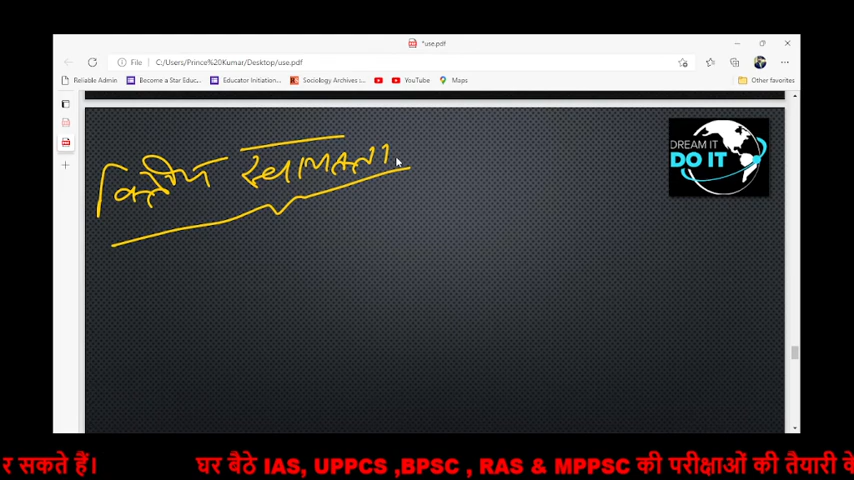 *use.pdf
File C:/Users/Prince%20Kumar/Desktop/use.pdf
Reliable Admin Become a Star Educ... Educator Initiation... Sociology Archives :... YouTube Maps Other favorites
DREAM IT
DO IT
र सकते हैं। घर बैठे IAS, UPPCS ,BPSC , RAS & MPPSC की परीक्षाओं की तैयारी के